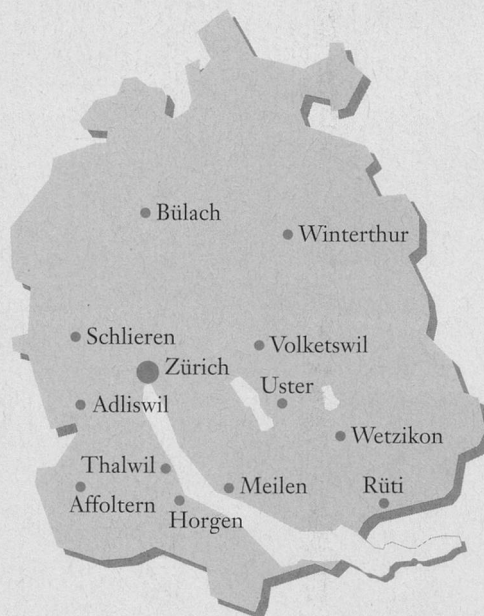 Bülach
Winterthur
Schlieren
Volketswil
Zürich
Uster
Adliswil
Wetzikon
Thalwil
Meilen
Rüti
Affoltern
Horgen